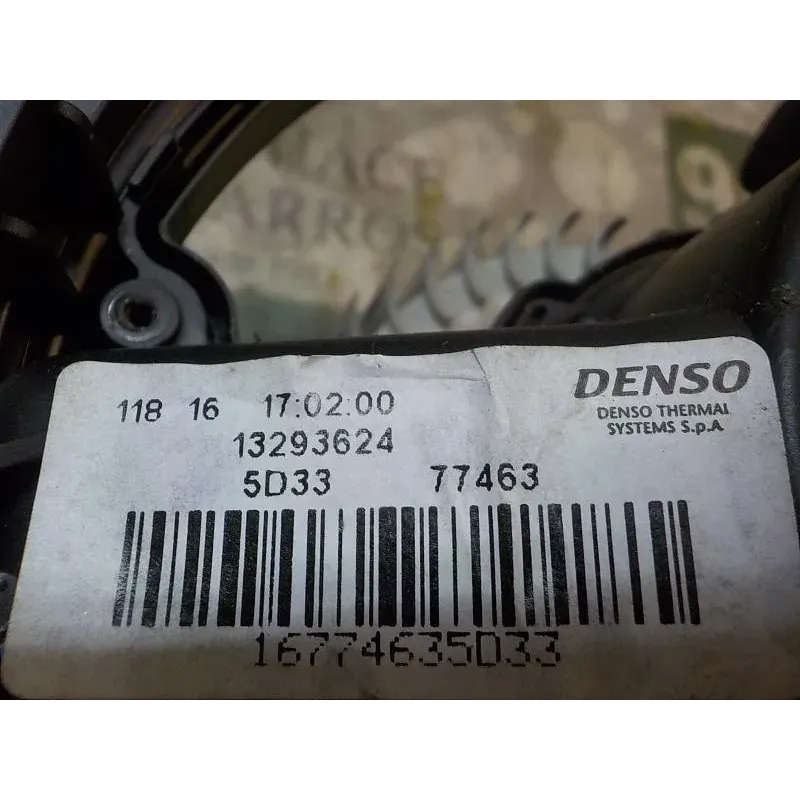 118 16 17:02:00
13293624
5D33 77463
DENSO
DENSO THERMAL
SYSTEMS S.p.A
16774635D33